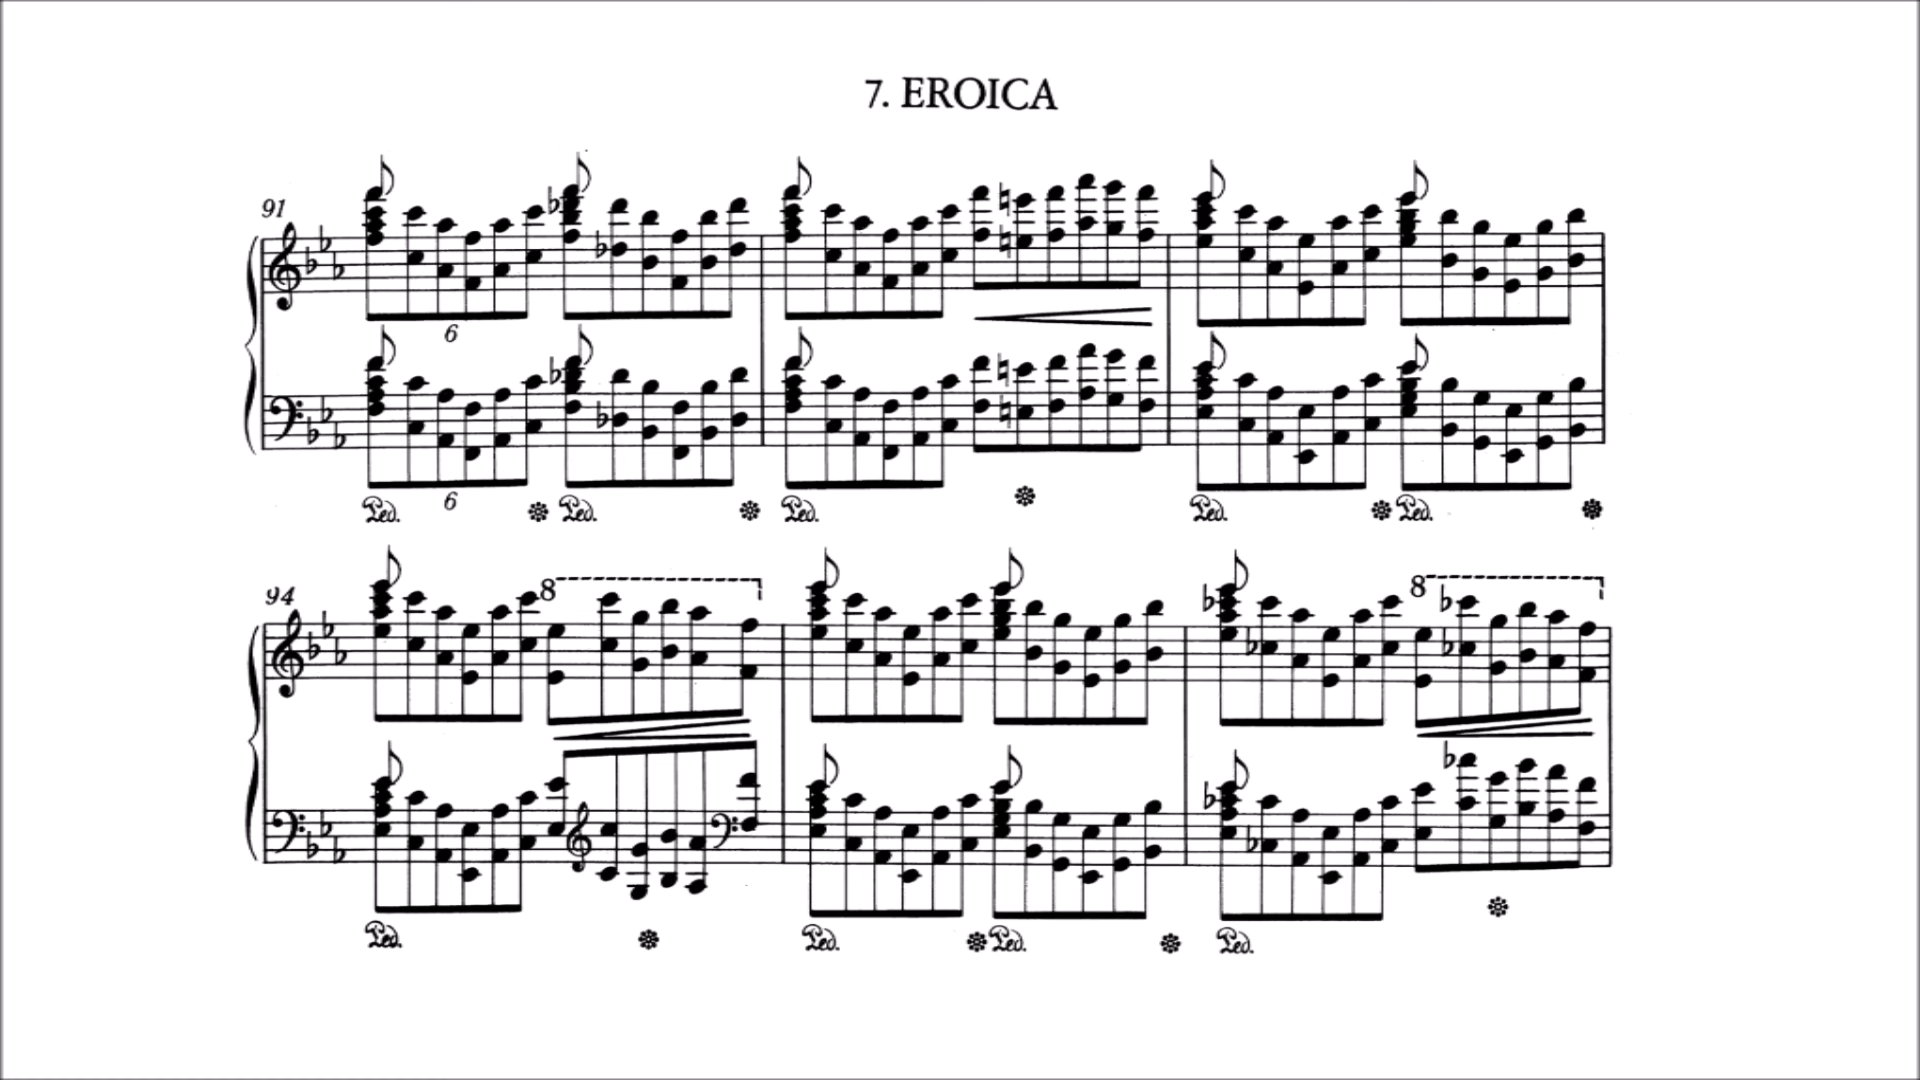 7. EROICA
91
6
6
Ped. Ped. Ped. Ped. Ped.
94 8 8
Ped. Ped. Ped. Ped.